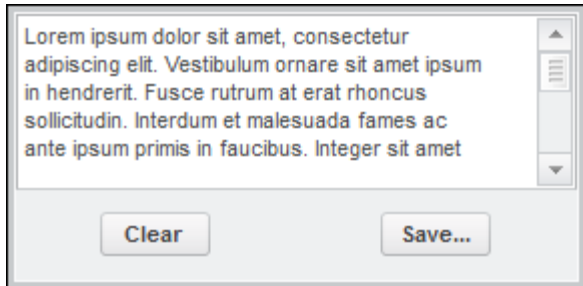 Lorem ipsum dolor sit amet, consectetur
adipiscing elit. Vestibulum ornare sit amet ipsum
in hendrerit. Fusce rutrum at erat rhoncus
sollicitudin. Interdum et malesuada fames ac
ante ipsum primis in faucibus. Integer sit amet
Clear
Save...